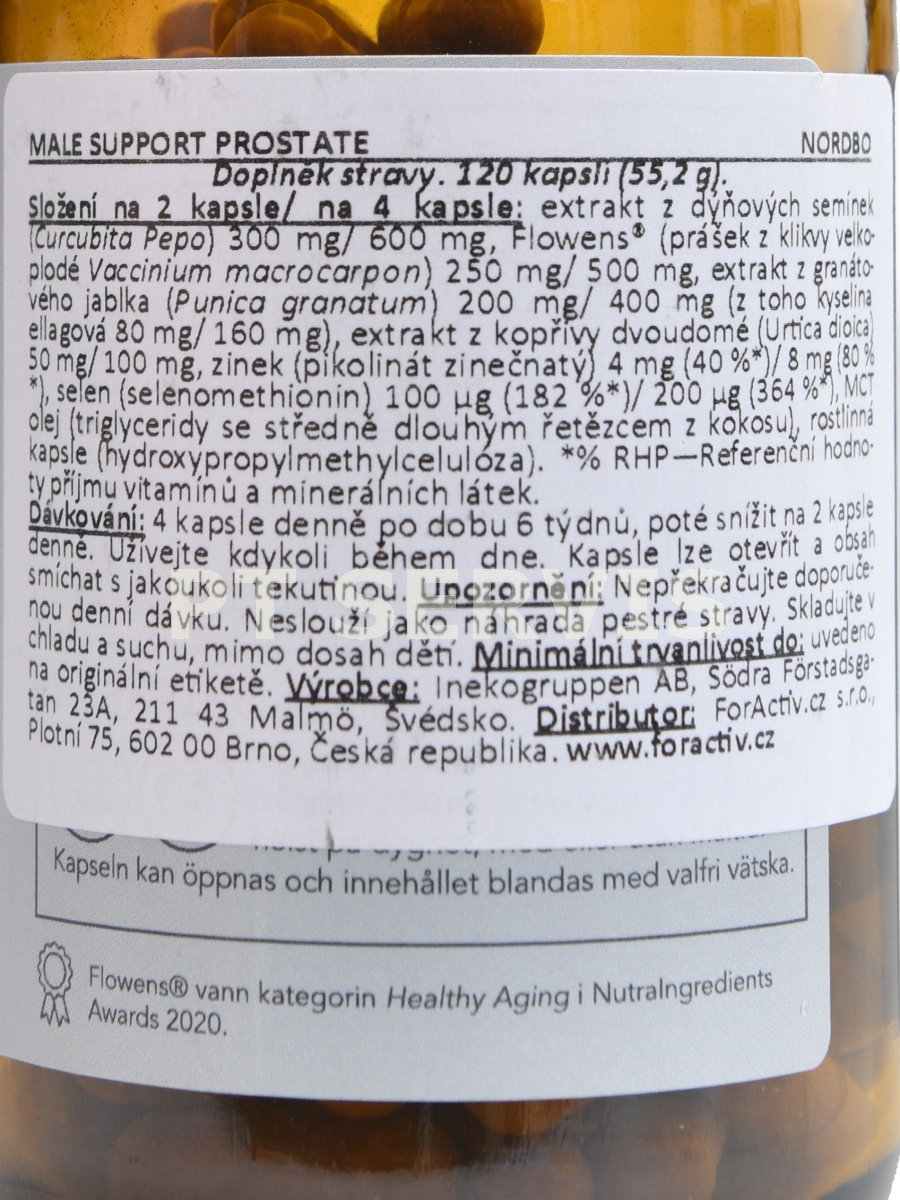 MALE SUPPORT PROSTATE NORDBO
Doplněk stravy. 120 kapslí (55,2 g).
Složení na 2 kapsle/ na 4 kapsle: extrakt z dýňových semínek
(Curcubita Pepo) 300 mg/ 600 mg, Flowens® (prášek z klikvy velko-
plodé Vaccinium macrocarpon) 250 mg/ 500 mg, extrakt z granáto-
vého jablka (Punica granatum) 200 mg/ 400 mg (z toho kyselina
ellagová 80 mg/ 160 mg), extrakt z kopřivy dvoudomé (Urtica dioica)
50 mg/ 100 mg, zinek (pikolinát zinečnatý) 4 mg (40 %*)/ 8 mg (80 %
*), selen (selenomethionin) 100 µg (182 %*)/ 200 µg (364 %*), MCT
olej (triglyceridy se středně dlouhým řetězcem z kokosu), rostlinná
kapsle (hydroxypropylmethylcelulóza). *% RHP—Referenční hodno-
ty příjmu vitamínů a minerálních látek.
Dávkování: 4 kapsle denně po dobu 6 týdnů, poté snížit na 2 kapsle
denně. Užívejte kdykoli během dne. Kapsle lze otevřít a obsah
smíchat s jakoukoli tekutinou. Upozornění: Nepřekračujte doporuče-
nou denní dávku. Neslouží jako náhrada pestré stravy. Skladujte v
chladu a suchu, mimo dosah dětí. Minimální trvanlivost do: uvedeno
na originální etiketě. Výrobce: Inekogruppen AB, Södra Förstadsga-
tan 23A, 211 43 Malmö, Švédsko. Distributor: ForActiv.cz s.r.o.,
Plotní 75, 602 00 Brno, Česká republika. www.foractiv.cz
PT SERVIS
Kapseln kan öppnas och innehållet blandas med valfri vätska.
Flowens® vann kategorin Healthy Aging i NutraIngredients
Awards 2020.